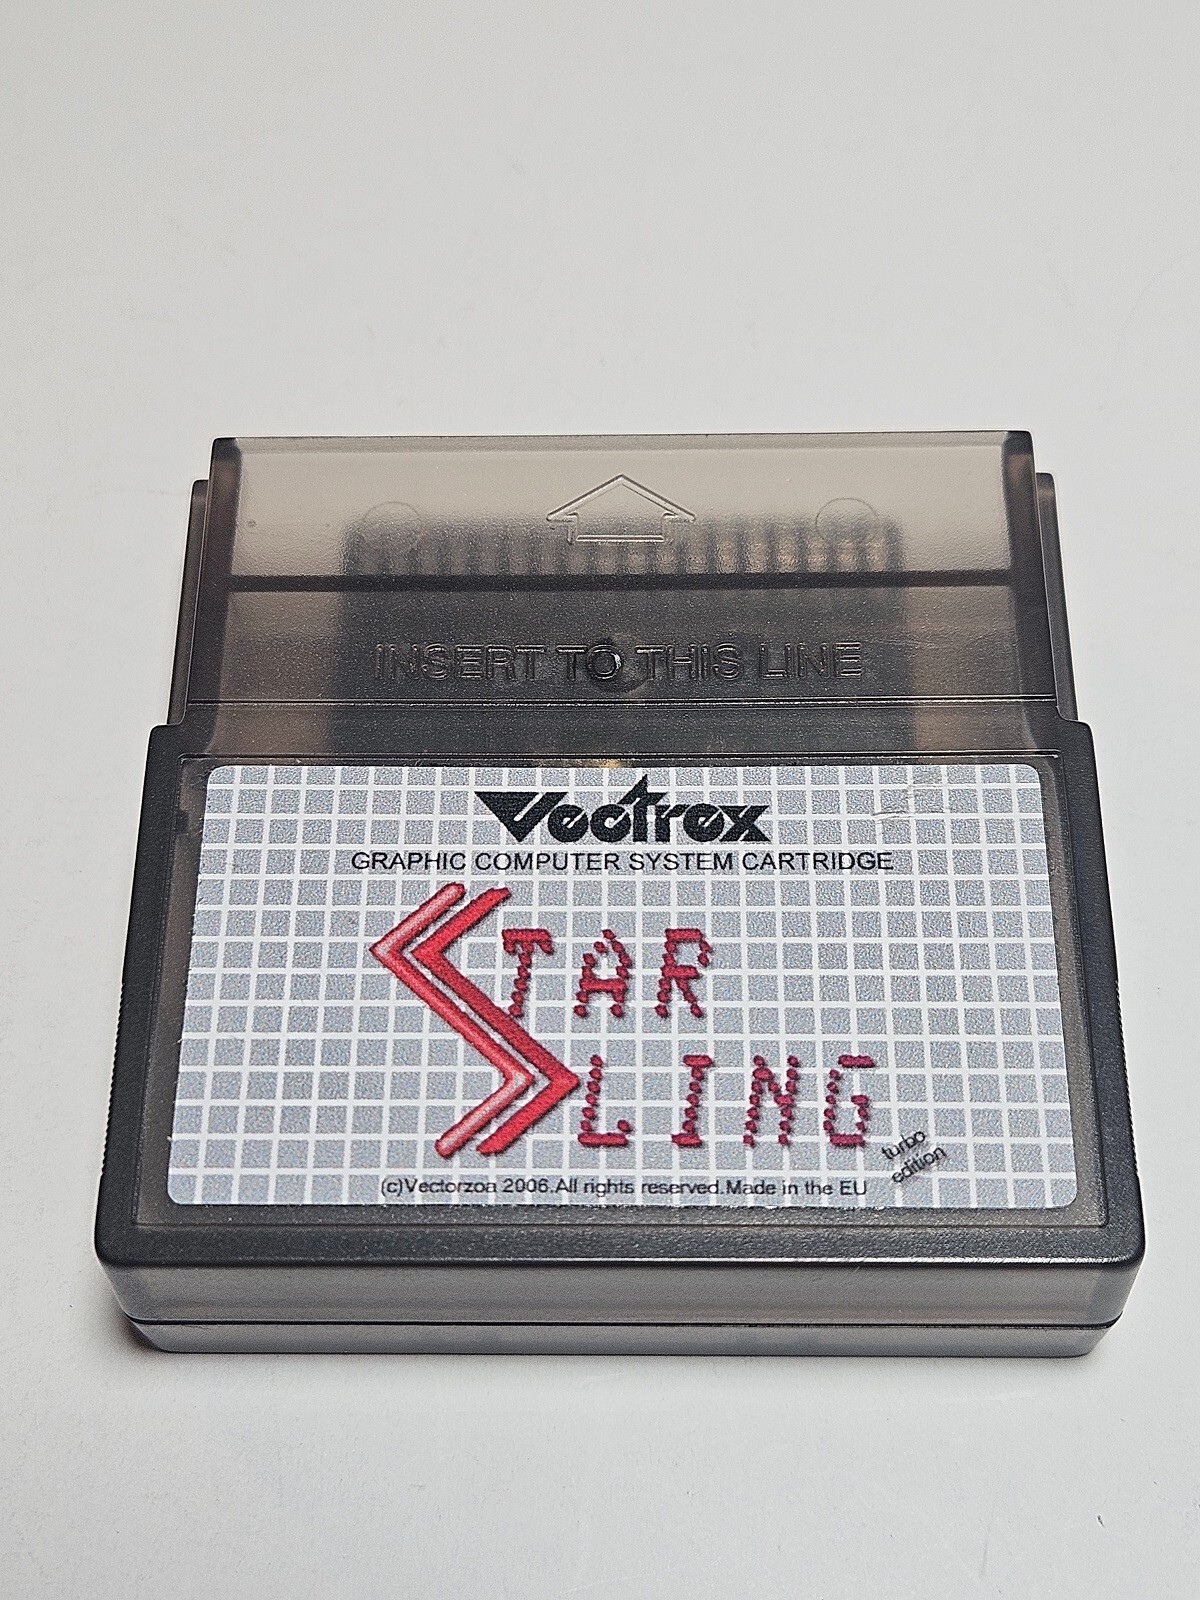 INSERT TO THIS LINE
Vectrex
GRAPHIC COMPUTER SYSTEM CARTRIDGE
STAR
SLING
turbo
edition
(c)Vectorzoa 2006.All rights reserved.Made in the EU